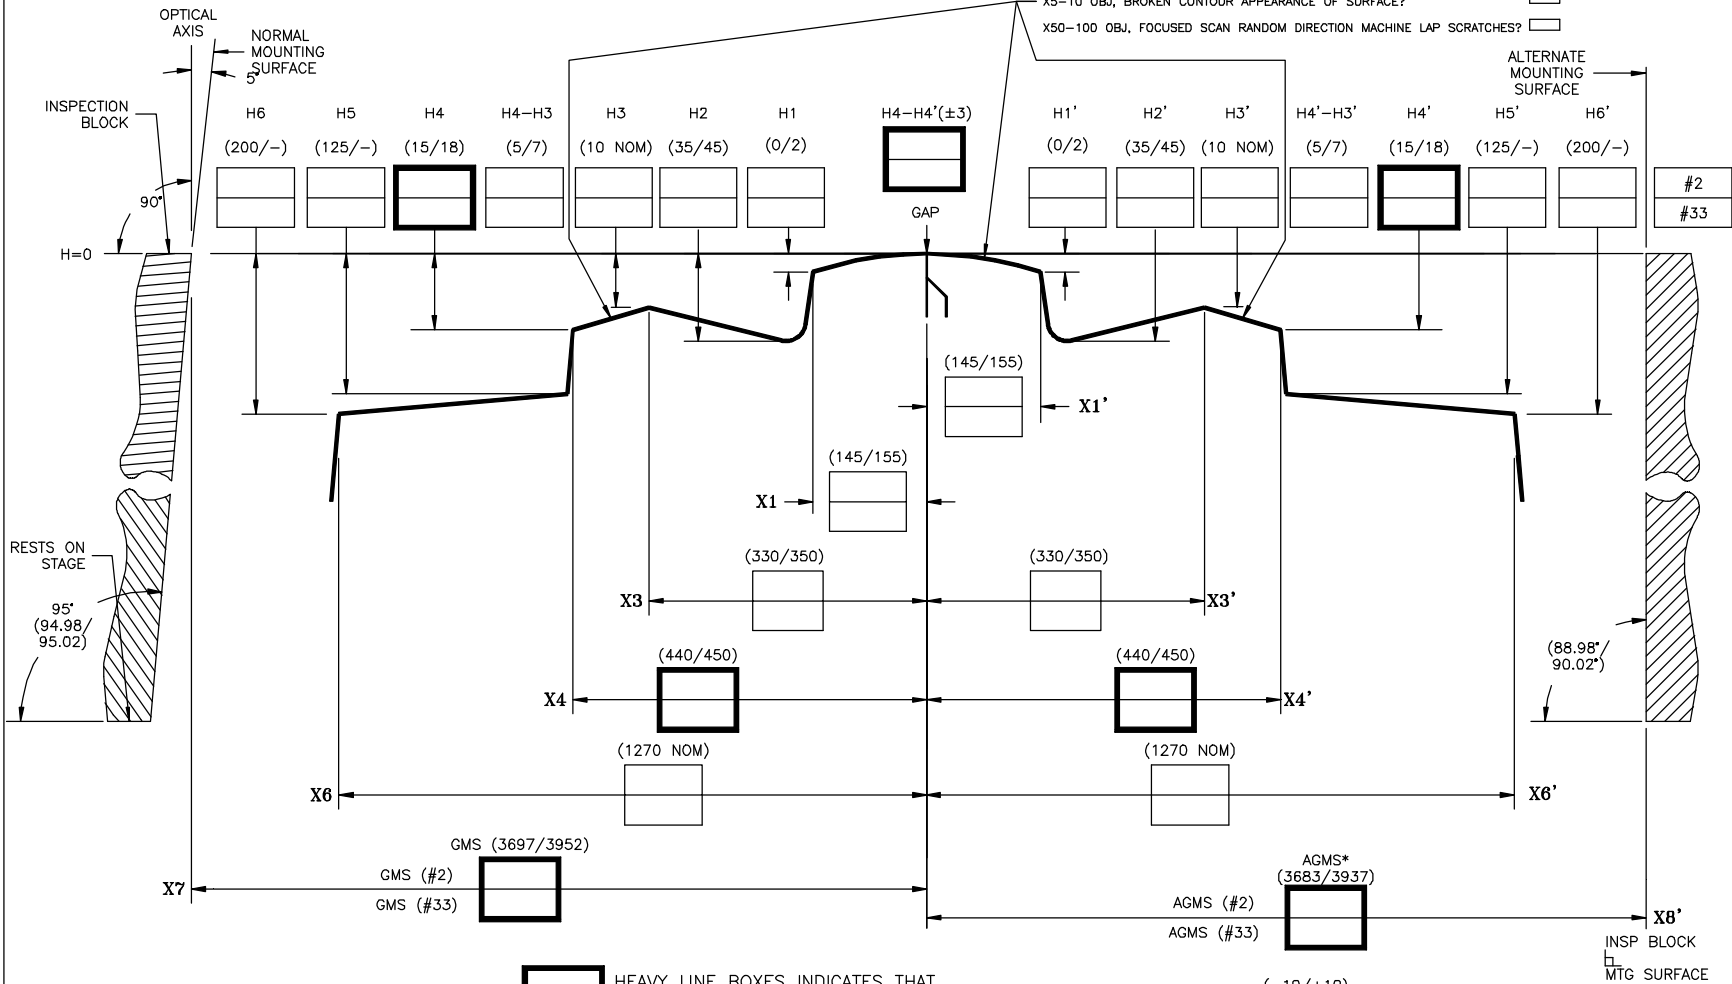 X5-10 OBJ, BROKEN CONTOUR APPEARANCE OF SURFACE?
X50-100 OBJ, FOCUSED SCAN RANDOM DIRECTION MACHINE LAP SCRATCHES?
OPTICAL
AXIS
NORMAL
MOUNTING
SURFACE
5°
ALTERNATE
MOUNTING
SURFACE
INSPECTION
BLOCK
H6 H5 H4 H4-H3 H3 H2 H1 H4-H4'(±3) H1' H2' H3' H4'-H3' H4' H5' H6'
(200/-) (125/-) (15/18) (5/7) (10 NOM) (35/45) (0/2) (0/2) (35/45) (10 NOM) (5/7) (15/18) (125/-) (200/-)
#2
#33
90°
GAP
H=0
(145/155)
X1'
(145/155)
X1
RESTS ON
STAGE
(330/350) (330/350)
X3 X3'
95°
(94.98/
95.02)
(88.98°/
90.02°)
(440/450) (440/450)
X4 X4'
(1270 NOM) (1270 NOM)
X6 X6'
GMS (3697/3952)
GMS (#2)
X7
GMS (#33)
AGMS*
(3683/3937)
AGMS (#2)
X8'
AGMS (#33)
INSP BLOCK
MTG SURFACE
HEAVY LINE BOXES INDICATES THAT